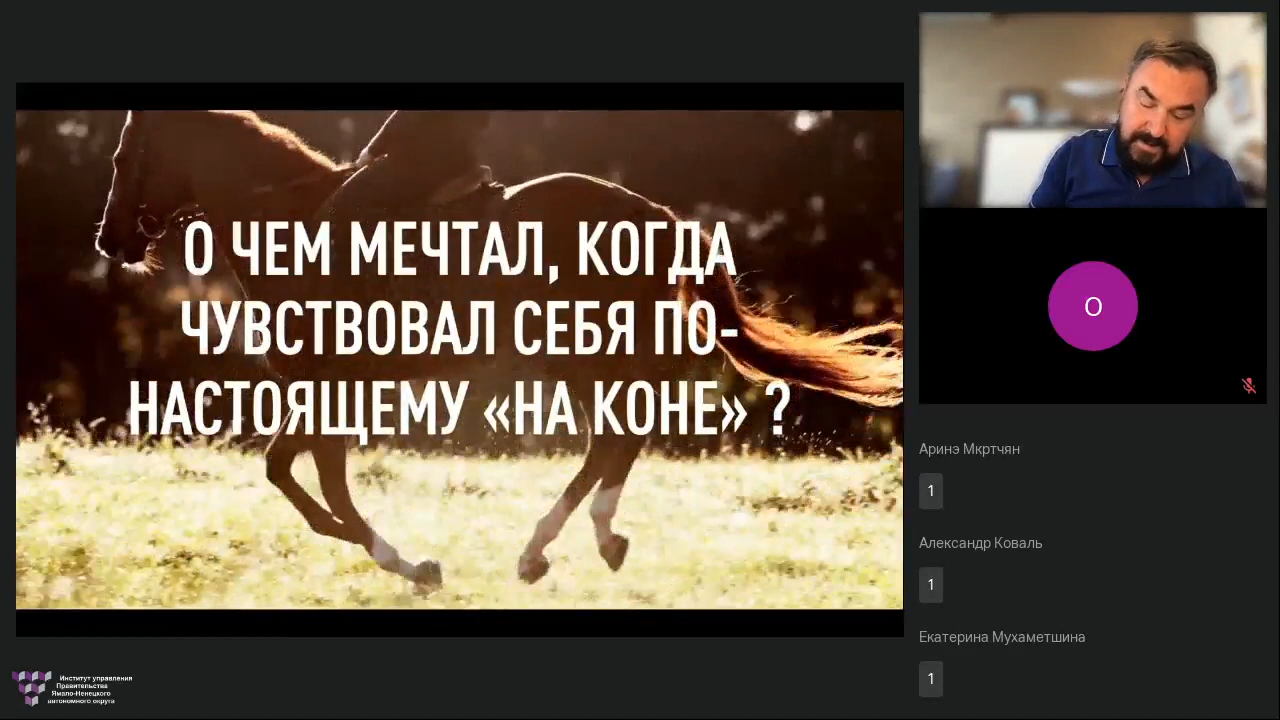 О ЧЕМ МЕЧТАЛ, КОГДА
ЧУВСТВОВАЛ СЕБЯ ПО-
НАСТОЯЩЕМУ «НА КОНЕ» ?
О
Аринэ Мкртчян
1
Александр Коваль
1
Екатерина Мухаметшина
1
Институт управления
Правительства
Ямало-Ненецкого
автономного округа